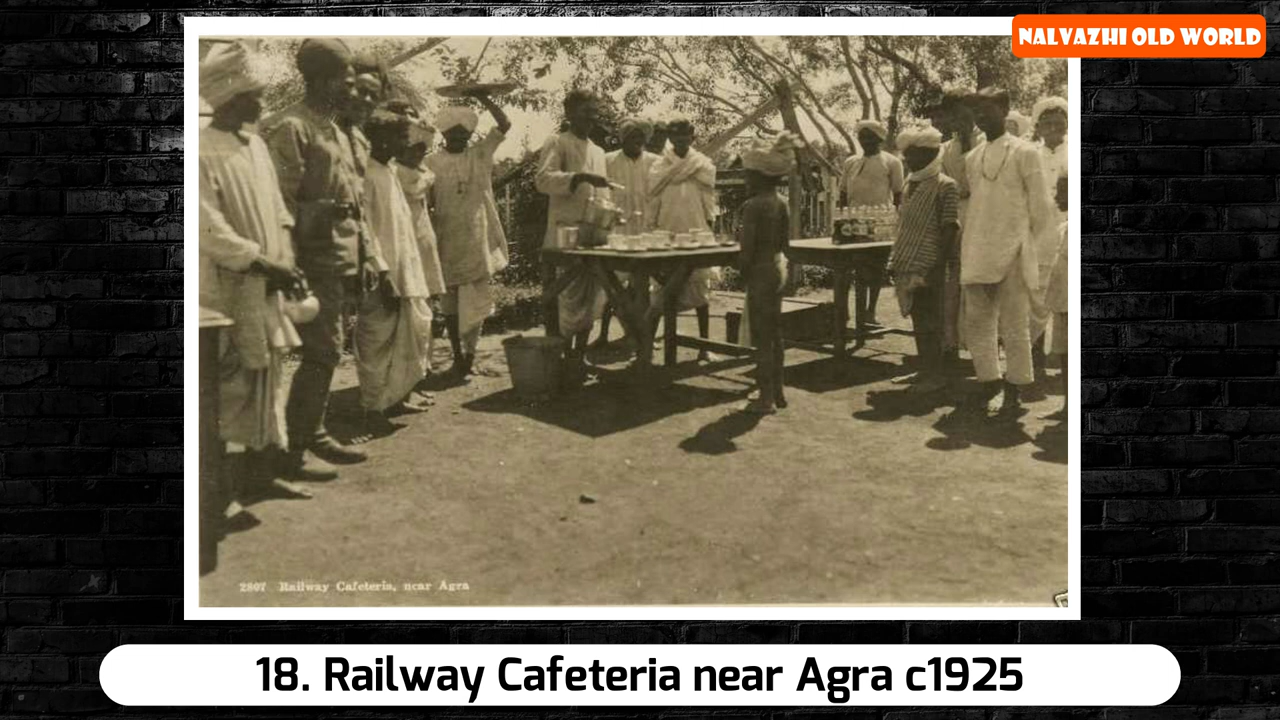 NALVAZHI OLD WORLD
2807 Railway Cafeteria, near Agra
18. Railway Cafeteria near Agra c1925